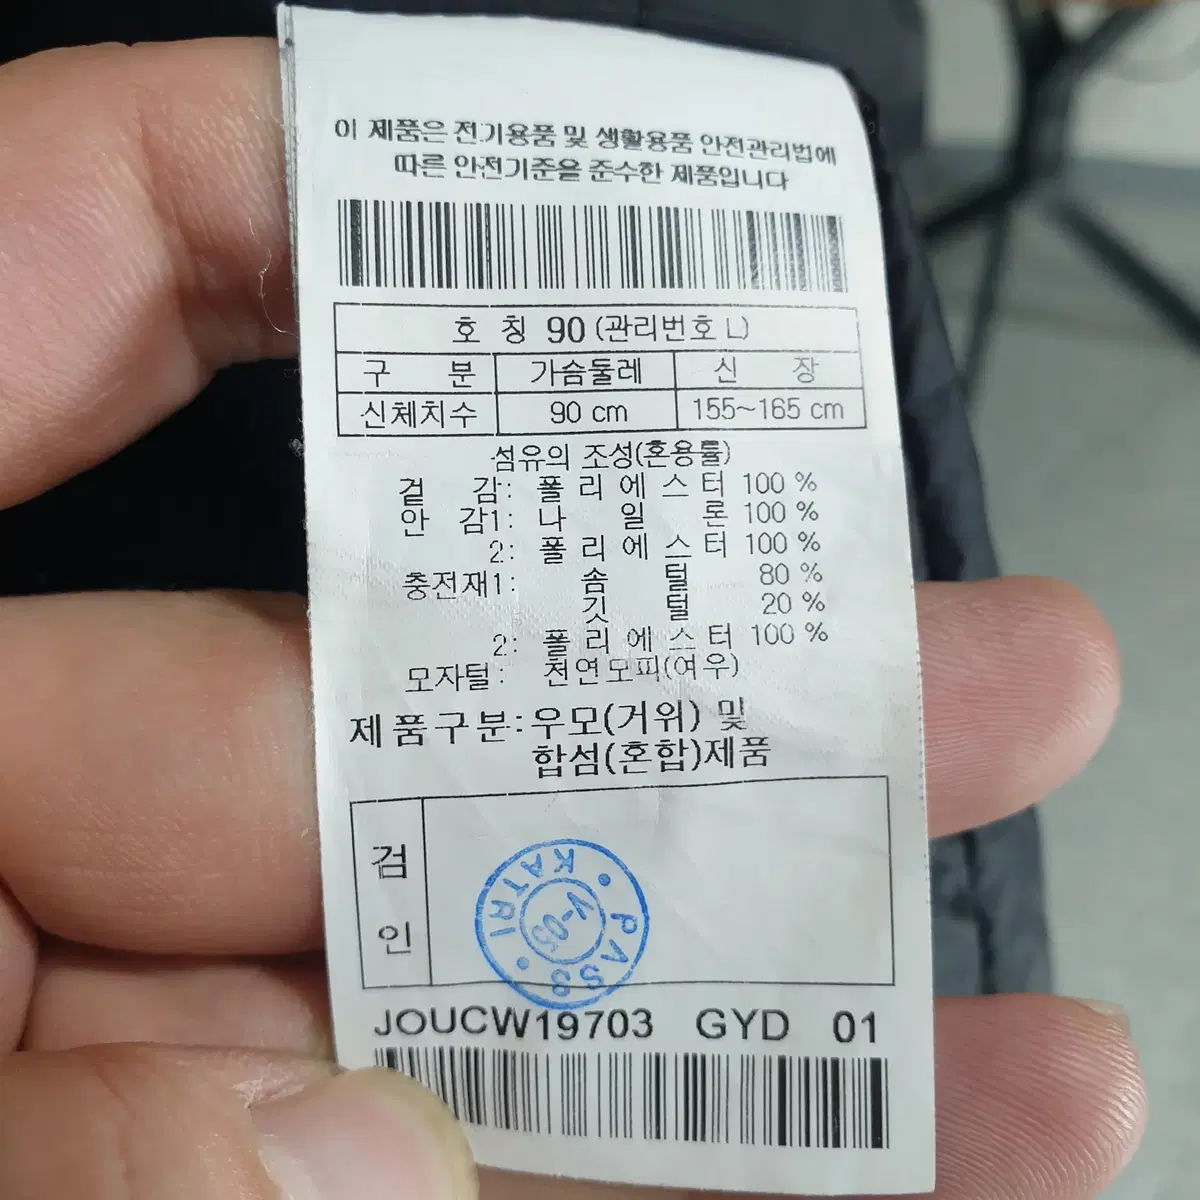 이 제품은 전기용품 및 생활용품 안전관리법에
따른 안전기준을 준수한 제품입니다
호 칭 90 (관리번호 L)
구 분 가슴둘레 신 장
신체치수 90 cm 155~165 cm
섬유의 조성(혼용률)
겉 감: 폴 리 에 스 터 100 %
안 감1: 나 일 론 100 %
2: 폴 리 에 스 터 100 %
충전재1: 솜 털 80 %
깃 털 20 %
2: 폴 리 에 스 터 100 %
모자털: 천연모피(여우)
제품구분: 우모(거위) 및
합섬(혼합)제품
검
인
KATRI
PASS
V-05
JOUCW19703 GYD 01